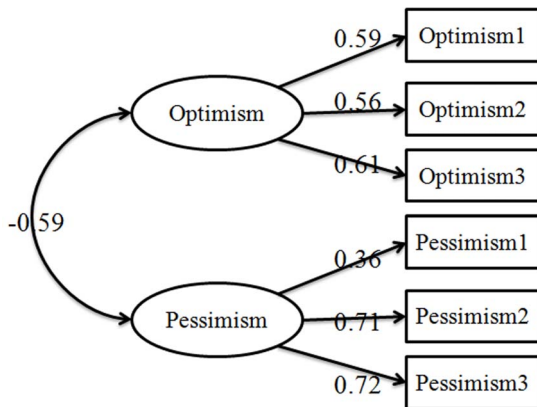 0.59
Optimism1
Optimism
0.56
Optimism2
0.61
Optimism3
-0.59
0.36
Pessimism1
Pessimism
0.71
Pessimism2
0.72
Pessimism3